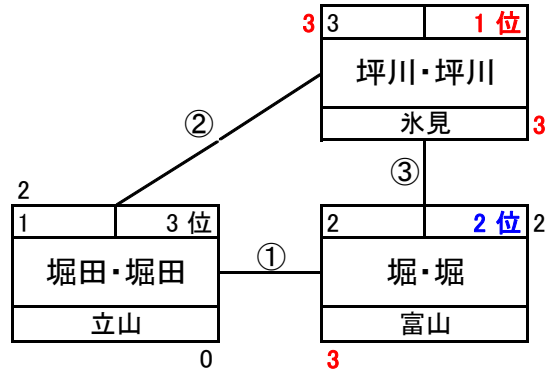 3 3 1 位
坪川・坪川
氷見 3
②
③
2
1 3 位
堀田・堀田
立山
0
①
2 2 位 2
堀・堀
富山
3